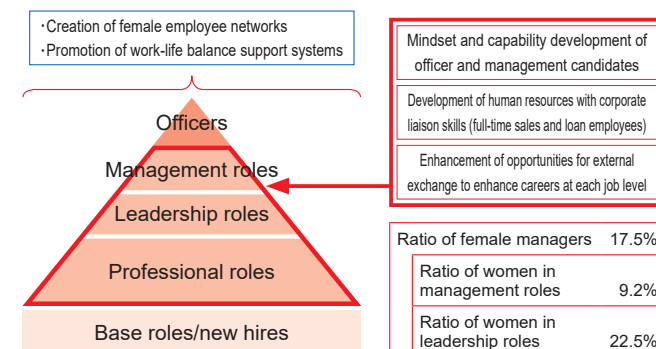 ・Creation of female employee networks
・Promotion of work-life balance support systems
Officers
Management roles
Leadership roles
Professional roles
Base roles/new hires
Mindset and capability development of
officer and management candidates
Development of human resources with corporate
liaison skills (full-time sales and loan employees)
Enhancement of opportunities for external
exchange to enhance careers at each job level
Ratio of female managers 17.5%
Ratio of women in
management roles 9.2%
Ratio of women in
leadership roles 22.5%